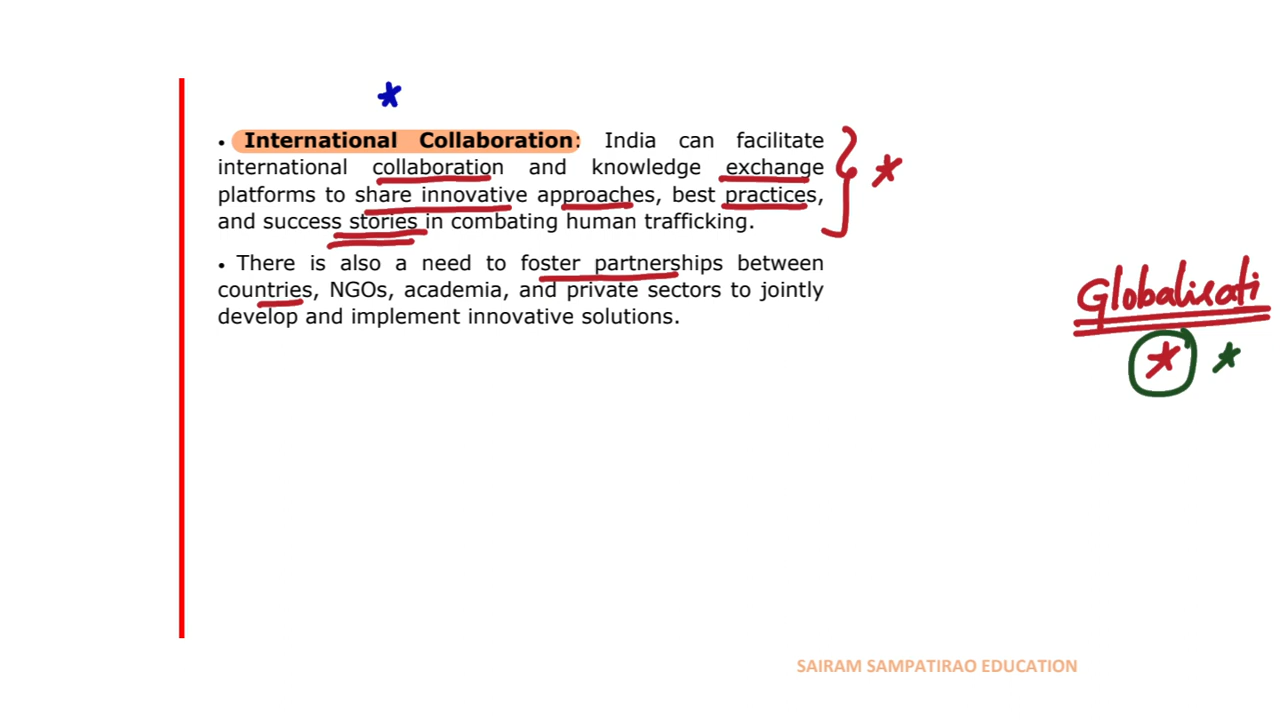 • International Collaboration: India can facilitate
international collaboration and knowledge exchange
platforms to share innovative approaches, best practices,
and success stories in combating human trafficking.
• There is also a need to foster partnerships between
countries, NGOs, academia, and private sectors to jointly
develop and implement innovative solutions.
Globalisati
SAIRAM SAMPATIRAO EDUCATION